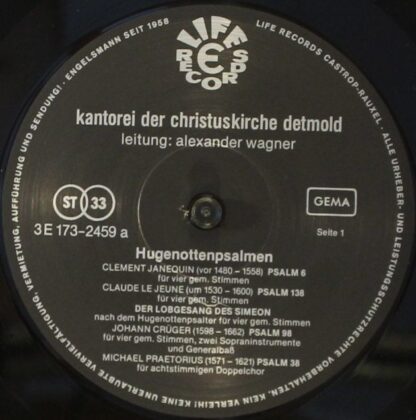 LIFE
RECORDS
LIFE RECORDS CASTROP-RAUXEL · ALLE URHEBER- UND LEISTUNGSSCHUTZRECHTE VORBEHALTEN. KEIN VERLEIH! KEINE UNERLAUBTE VERVIELFÄLTIGUNG, VERMIETUNG, AUFFÜHRUNG UND SENDUNG! · ENGELSMANN SEIT 1958
kantorei der christuskirche detmold
leitung: alexander wagner
ST 33
GEMA
3 E 173-2459 a
Seite 1
Hugenottenpsalmen
CLEMENT JANEQUIN (vor 1480 – 1558) PSALM 6
für vier gem. Stimmen
CLAUDE LE JEUNE (um 1530 - 1600) PSALM 138
für vier gem. Stimmen
DER LOBGESANG DES SIMEON
nach dem Hugenottenpsalter für vier gem. Stimmen
JOHANN CRÜGER (1598 – 1662) PSALM 98
für vier gem. Stimmen, zwei Sopraninstrumente
und Generalbaß
MICHAEL PRAETORIUS (1571 – 1621) PSALM 38
für achtstimmigen Doppelchor